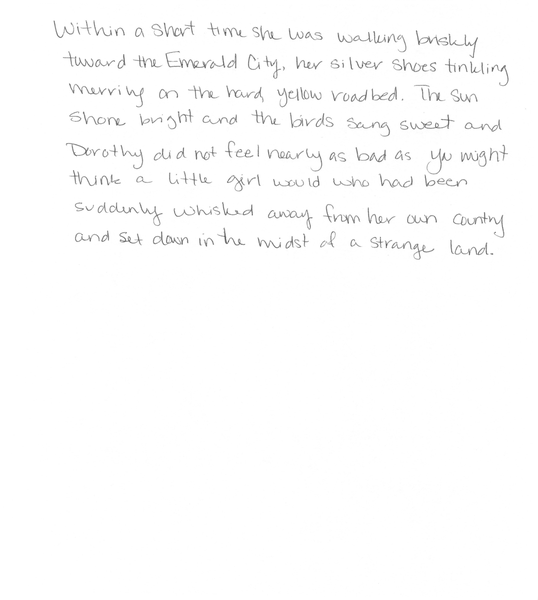 Within a short time she was walking briskly
toward the Emerald City, her silver shoes tinkling
merrily on the hard, yellow roadbed. The sun
shone bright and the birds sang sweet and
Dorothy did not feel nearly as bad as you might
think a little girl would who had been
suddenly whisked away from her own country
and set down in the midst of a strange land.